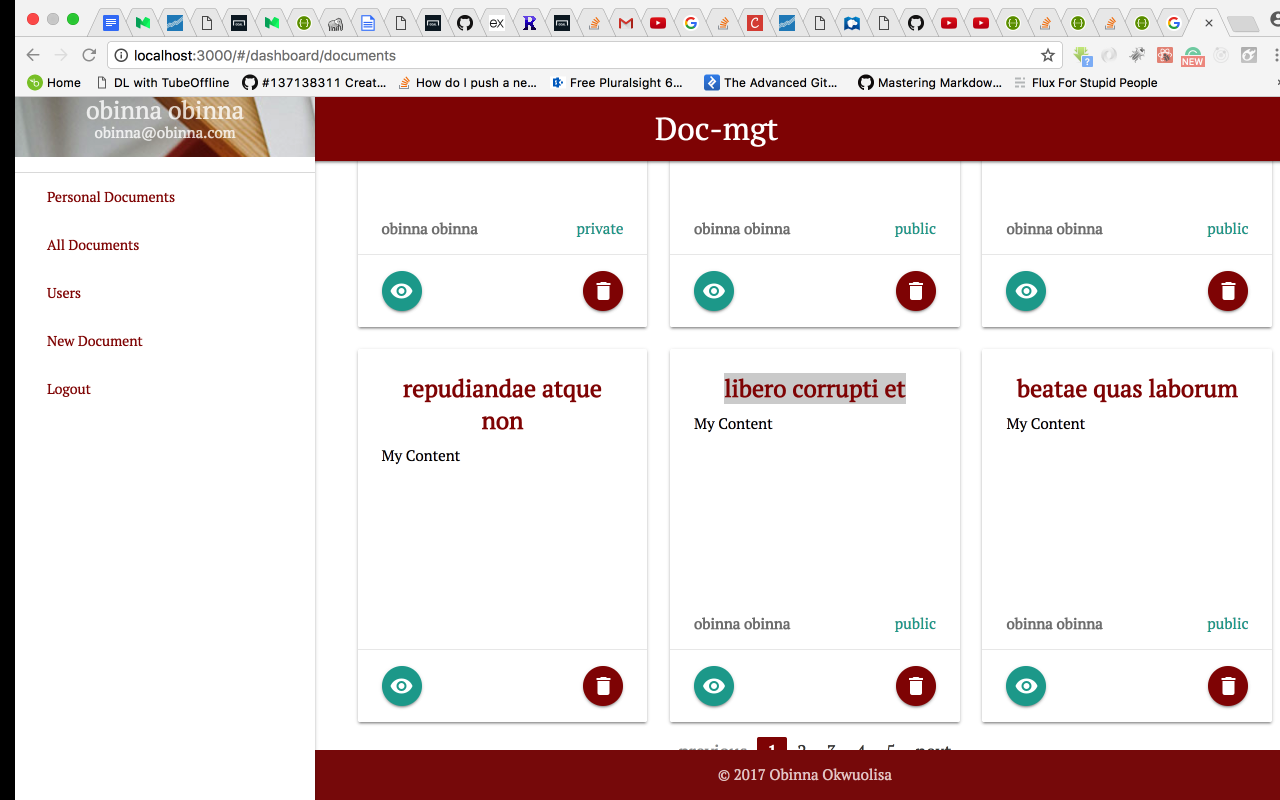 localhost:3000/#/dashboard/documents
NEW
Home
DL with TubeOffline
#137138311 Creat...
How do I push a ne...
Free Pluralsight 6...
The Advanced Git...
Mastering Markdow...
Flux For Stupid People
obinna obinna
obinna@obinna.com
Personal Documents
All Documents
Users
New Document
Logout
Doc-mgt
obinna obinna private
obinna obinna public
obinna obinna public
repudiandae atque
non
My Content
libero corrupti et
My Content
obinna obinna public
beatae quas laborum
My Content
obinna obinna public
previous 1 2 3 4 5 next
© 2017 Obinna Okwuolisa